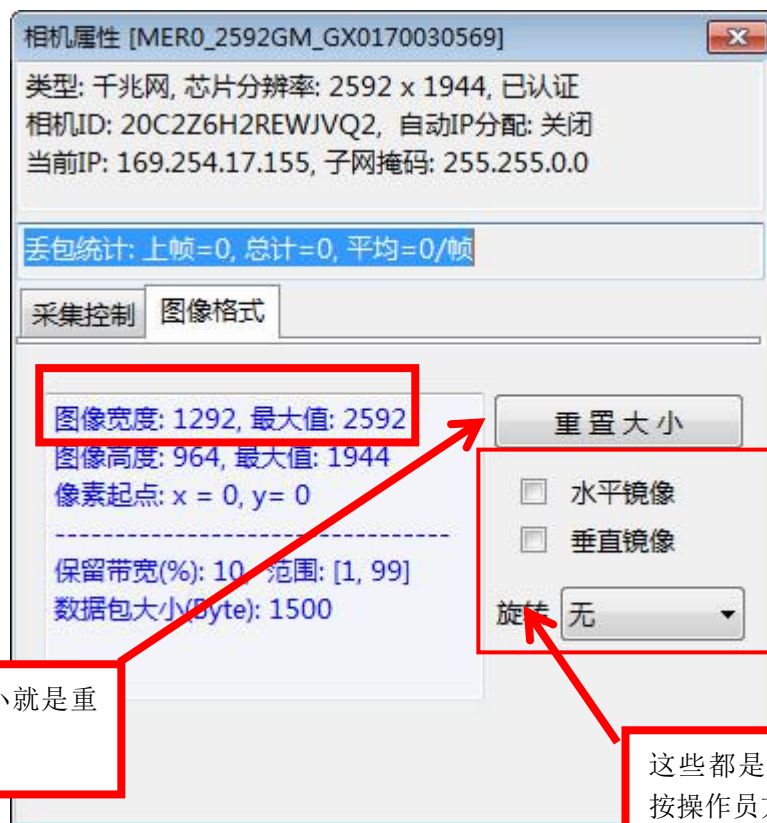 相机属性 [MER0_2592GM_GX0170030569]
类型: 千兆网, 芯片分辨率: 2592 x 1944, 已认证
相机ID: 20C2Z6H2REWJVQ2, 自动IP分配: 关闭
当前IP: 169.254.17.155, 子网掩码: 255.255.0.0
丢包统计: 上帧=0, 总计=0, 平均=0/帧
采集控制 图像格式
图像宽度: 1292, 最大值: 2592
图像高度: 964, 最大值: 1944
像素起点: x = 0, y= 0
---------------------------------
保留带宽(%): 10, 范围: [1, 99]
数据包大小(Byte): 1500
重置大小
水平镜像
垂直镜像
旋转 无
就是重
这些都是
按操作员